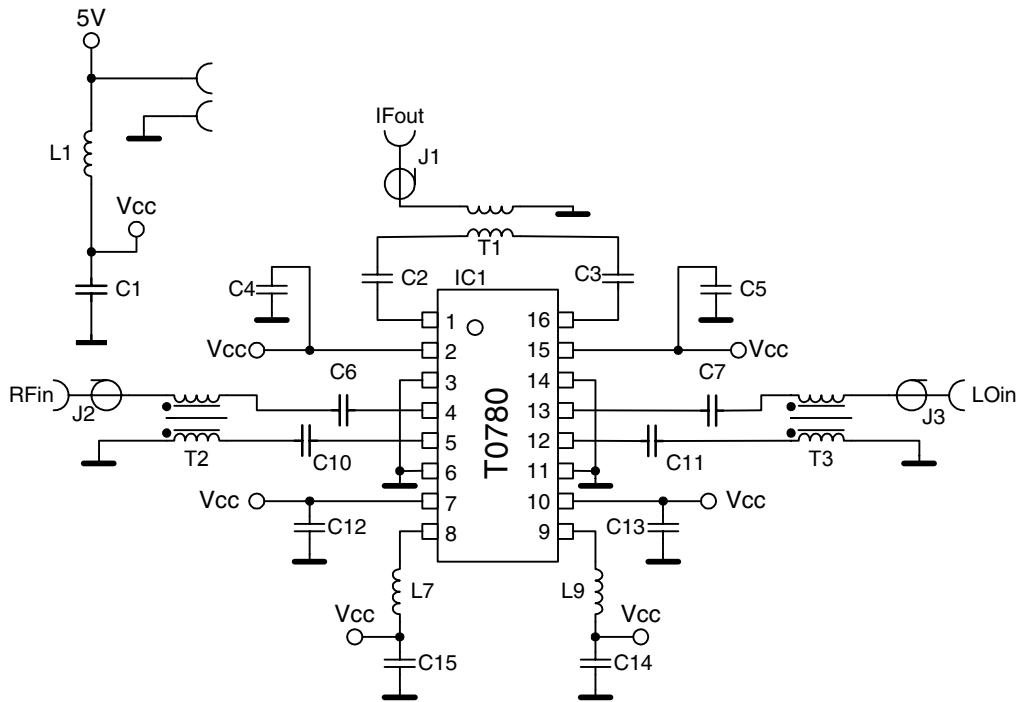 5V
L1
Vcc
C1
IFout
J1
T1
C2
C3
IC1
C4
C5
Vcc
Vcc
1
16
2
15
3
14
4
13
5
12
6
11
7
10
8
9
T0780
C6
C7
RFin
J2
J3
LOin
T2
C10
C11
T3
Vcc
C12
C13
Vcc
L7
L9
Vcc
Vcc
C15
C14